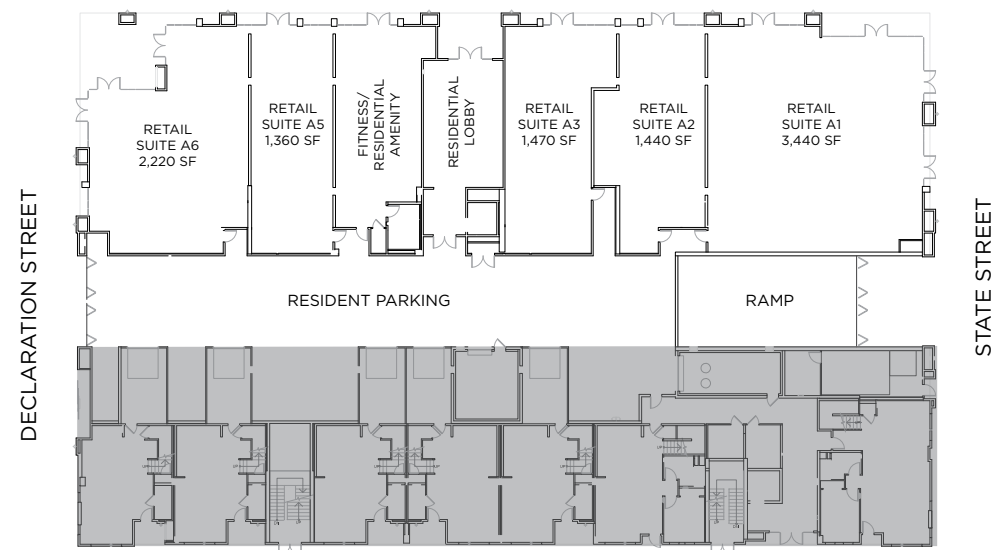 RETAIL
SUITE A6
2,220 SF
RETAIL
SUITE A5
1,360 SF
FITNESS/
RESIDENTIAL
AMENITY
RESIDENTIAL
LOBBY
RETAIL
SUITE A3
1,470 SF
RETAIL
SUITE A2
1,440 SF
RETAIL
SUITE A1
3,440 SF
DECLARATION STREET
STATE STREET
RESIDENT PARKING
RAMP